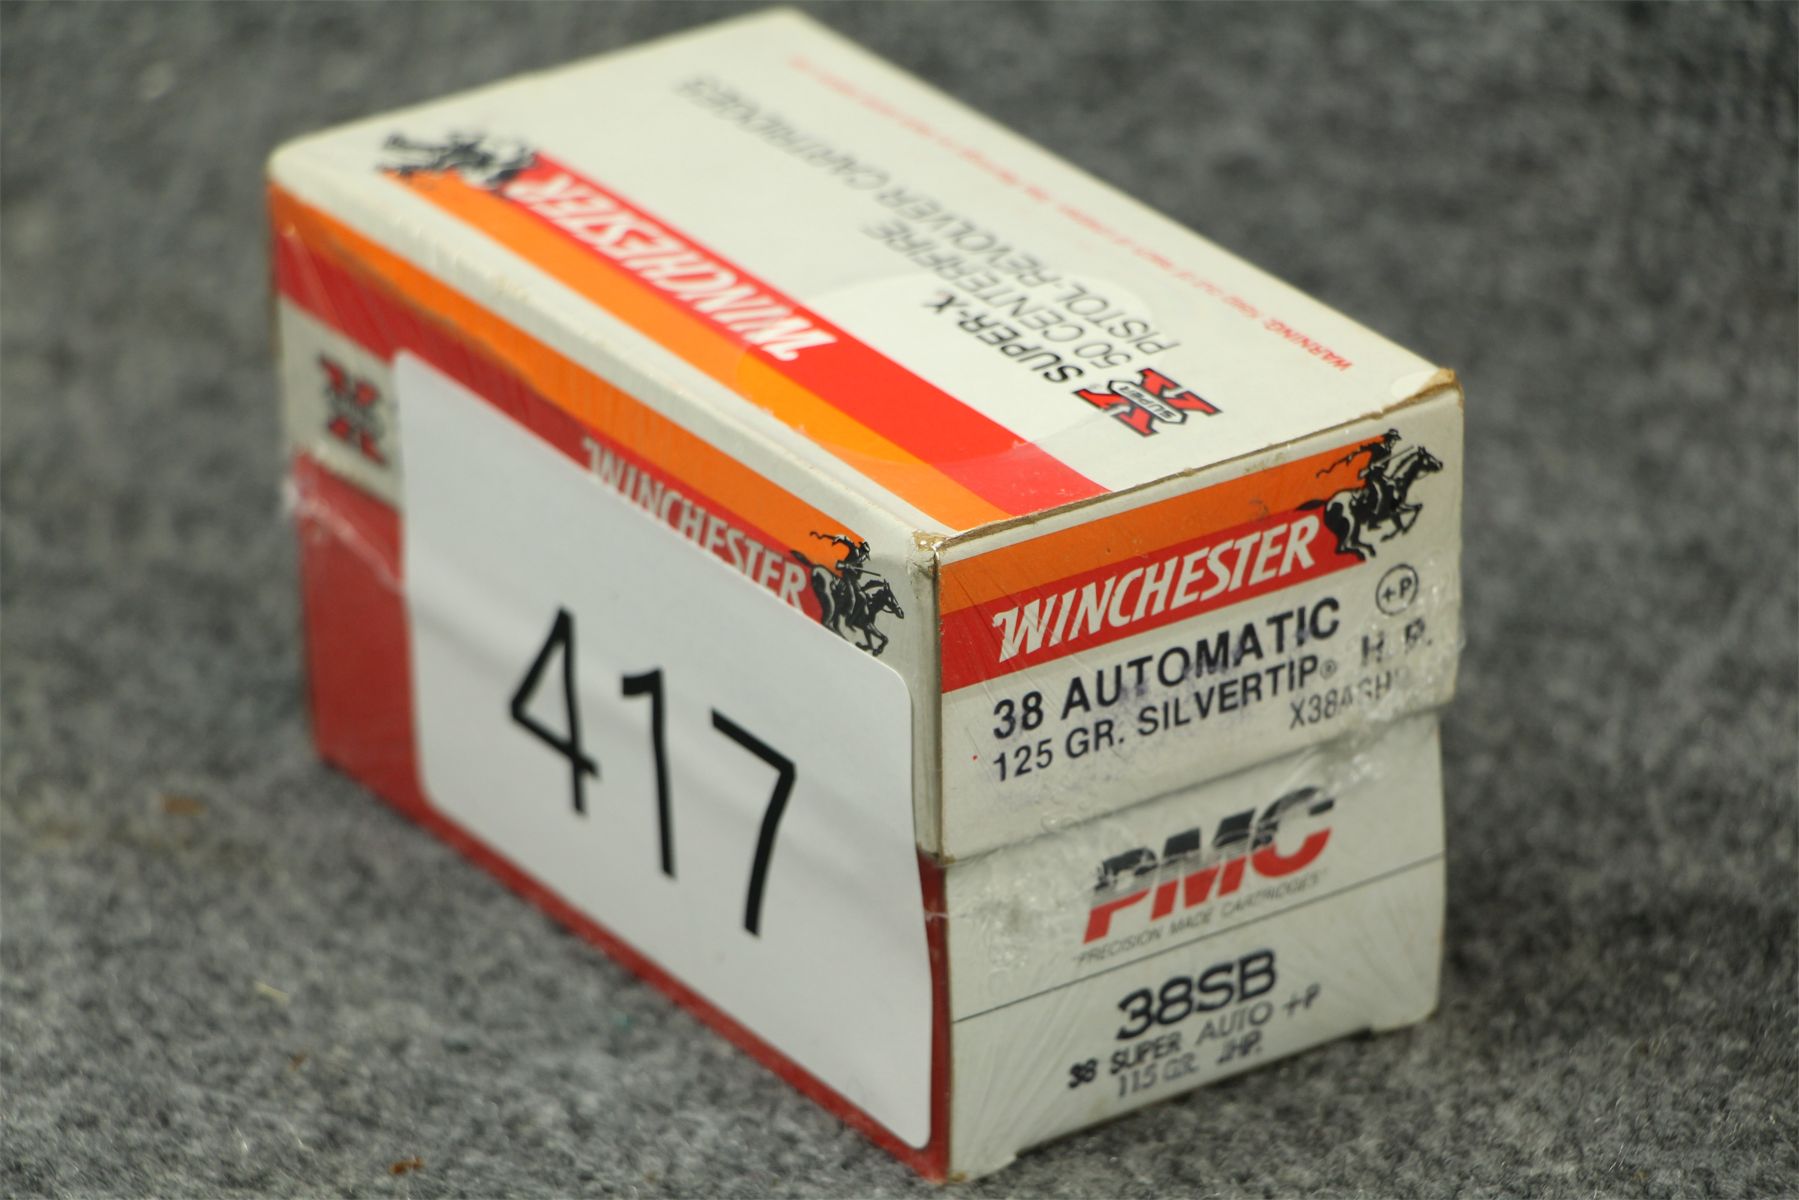 WARNING:
SUPER
SUPER-X
50 CENTERFIRE
PISTOL-REVOLVER CARTRIDGES
WINCHESTER
WINCHESTER
417
WINCHESTER
+P
38 AUTOMATIC
125 GR. SILVERTIP® H. P.
X38ASHP
PMC
PRECISION MADE CARTRIDGES
38SB
38 SUPER AUTO +P
115 GR. JHP.